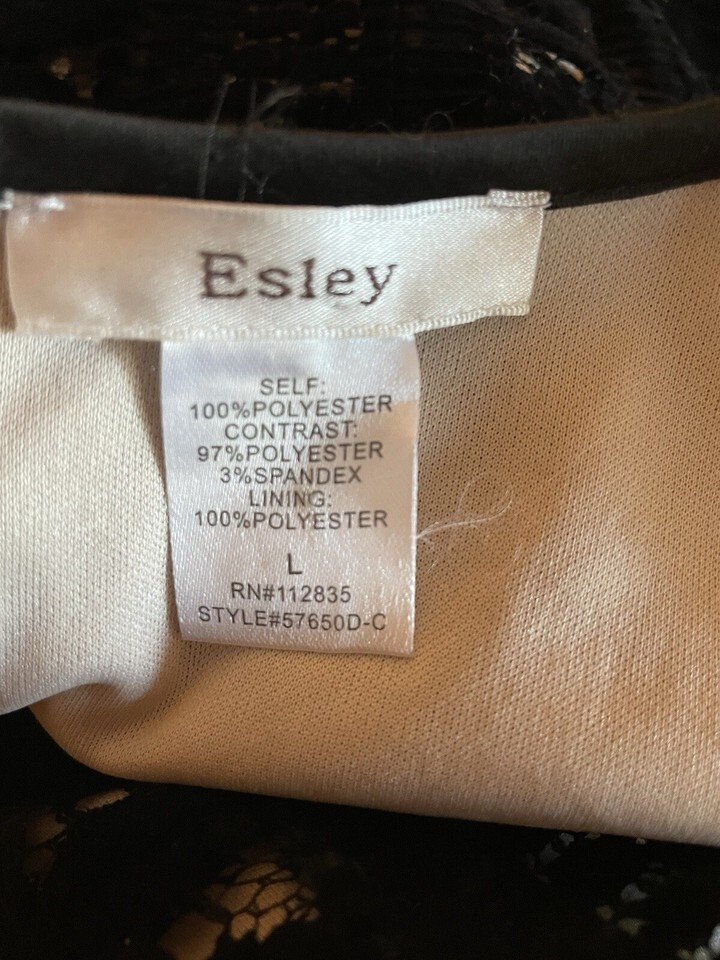 Esley
SELF:
100%POLYESTER
CONTRAST:
97%POLYESTER
3%SPANDEX
LINING:
100%POLYESTER
L
RN#112835
STYLE#57650D-C